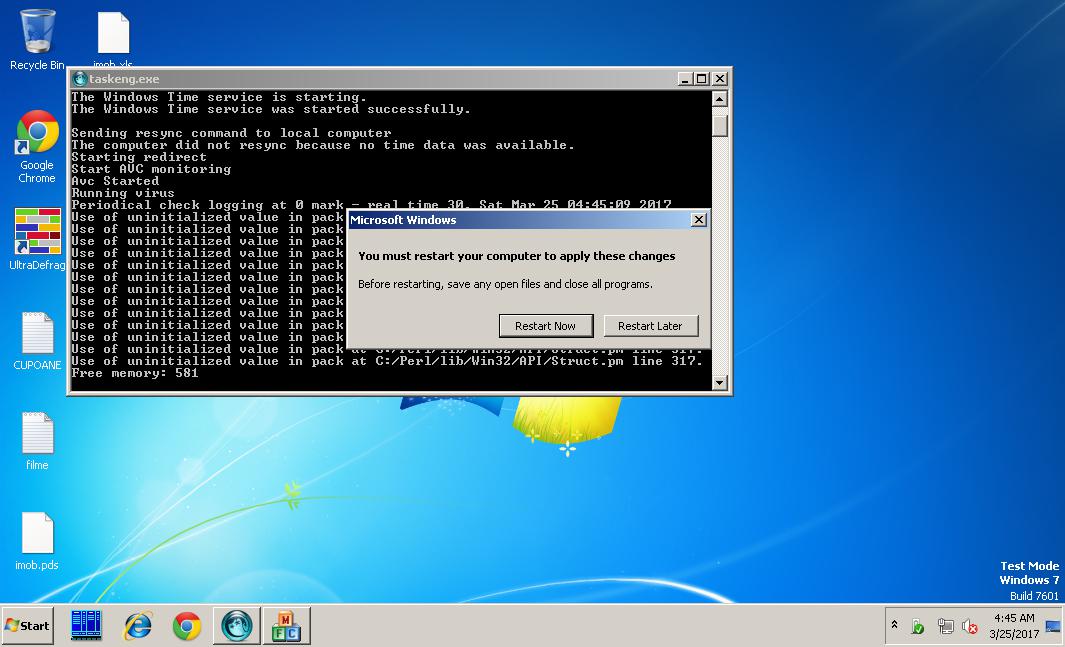 Recycle Bin
imob.xls
Google
Chrome
UltraDefrag
CUPOANE
filme
imob.pds
taskeng.exe
The Windows Time service is starting.
The Windows Time service was started successfully.
Sending resync command to local computer
The computer did not resync because no time data was available.
Starting redirect
Start AVC monitoring
Avc Started
Running virus
Periodical check logging at 0 mark - real time 30, Sat Mar 25 04:45:09 2017
Use of uninitialized value in pack
Use of uninitialized value in pack
Use of uninitialized value in pack
Use of uninitialized value in pack
Use of uninitialized value in pack
Use of uninitialized value in pack
Use of uninitialized value in pack
Use of uninitialized value in pack
Use of uninitialized value in pack
Use of uninitialized value in pack
Use of uninitialized value in pack
Use of uninitialized value in pack at C:/Perl/lib/Win32/API/Struct.pm line 317.
Use of uninitialized value in pack at C:/Perl/lib/Win32/API/Struct.pm line 317.
Free memory: 581
Microsoft Windows
You must restart your computer to apply these changes
Before restarting, save any open files and close all programs.
Restart Now
Restart Later
Test Mode
Windows 7
Build 7601
Start
M
F C
4:45 AM
3/25/2017